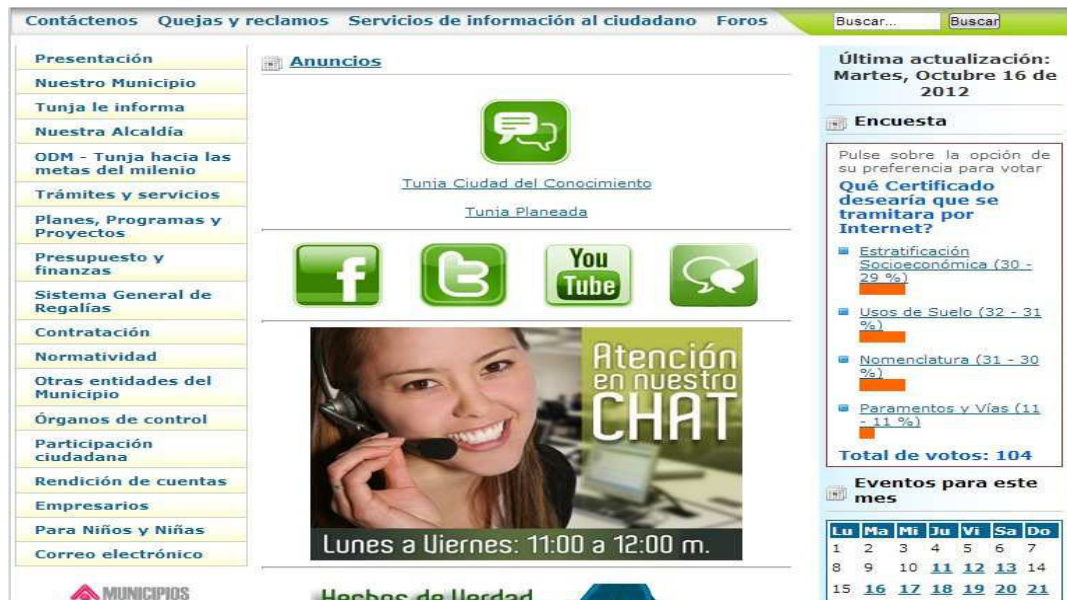 Contáctenos Quejas y reclamos Servicios de información al ciudadano Foros
Buscar...
Buscar
Presentación
Nuestro Municipio
Tunja le informa
Nuestra Alcaldía
ODM - Tunja hacia las
metas del milenio
Trámites y servicios
Planes, Programas y
Proyectos
Presupuesto y
finanzas
Sistema General de
Regalías
Contratación
Normatividad
Otras entidades del
Municipio
Órganos de control
Participación
ciudadana
Rendición de cuentas
Empresarios
Para Niños y Niñas
Correo electrónico
MUNICIPIOS
Anuncios
Tunja Ciudad del Conocimiento
Tunja Planeada
f
t
You
Tube
Atención
en nuestro
CHAT
Lunes a Viernes: 11:00 a 12:00 m.
Hechos de Verdad
Última actualización:
Martes, Octubre 16 de
2012
Encuesta
Pulse sobre la opción de
su preferencia para votar
Qué Certificado
desearía que se
tramitara por
Internet?
Estratificación
Socioeconómica (30 -
29 %)
Usos de Suelo (32 - 31
%)
Nomenclatura (31 - 30
%)
Paramentos y Vías (11
- 11 %)
Total de votos: 104
Eventos para este
mes
Lu Ma Mi Ju Vi Sa Do
1 2 3 4 5 6 7
8 9 10 11 12 13 14
15 16 17 18 19 20 21